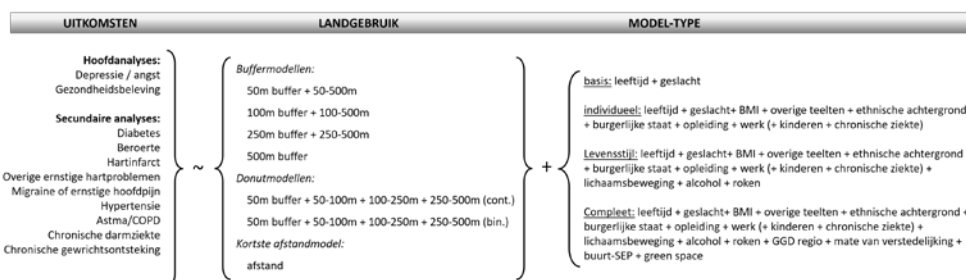 UITKOMSTEN
LANDGEBRUIK
MODEL-TYPE
Hoofdanalyses:
Depressie / angst
Gezondheidsbeleving
Secundaire analyses:
Diabetes
Beroerte
Hartinfarct
Overige ernstige hartproblemen
Migraine of ernstige hoofdpijn
Hypertensie
Astma/COPD
Chronische darmziekte
Chronische gewrichtsontsteking
~
Buffermodellen:
50m buffer + 50-500m
100m buffer + 100-500m
250m buffer + 250-500m
500m buffer
Donutmodellen:
50m buffer + 50-100m + 100-250m + 250-500m (cont.)
50m buffer + 50-100m + 100-250m + 250-500m (bin.)
Kortste afstandmodel:
afstand
+
basis: leeftijd + geslacht
individueel: leeftijd + geslacht+ BMI + overige teelten + ethnische achtergrond
+ burgerlijke staat + opleiding + werk (+ kinderen + chronische ziekte)
Levensstijl: leeftijd + geslacht+ BMI + overige teelten + ethnische achtergrond
+ burgerlijke staat + opleiding + werk (+ kinderen + chronische ziekte) +
lichaamsbeweging + alcohol + roken
Compleet: leeftijd + geslacht+ BMI + overige teelten + ethnische achtergrond +
burgerlijke staat + opleiding + werk (+ kinderen + chronische ziekte) +
lichaamsbeweging + alcohol + roken + GGD regio + mate van verstedelijking +
buurt-SEP + green space